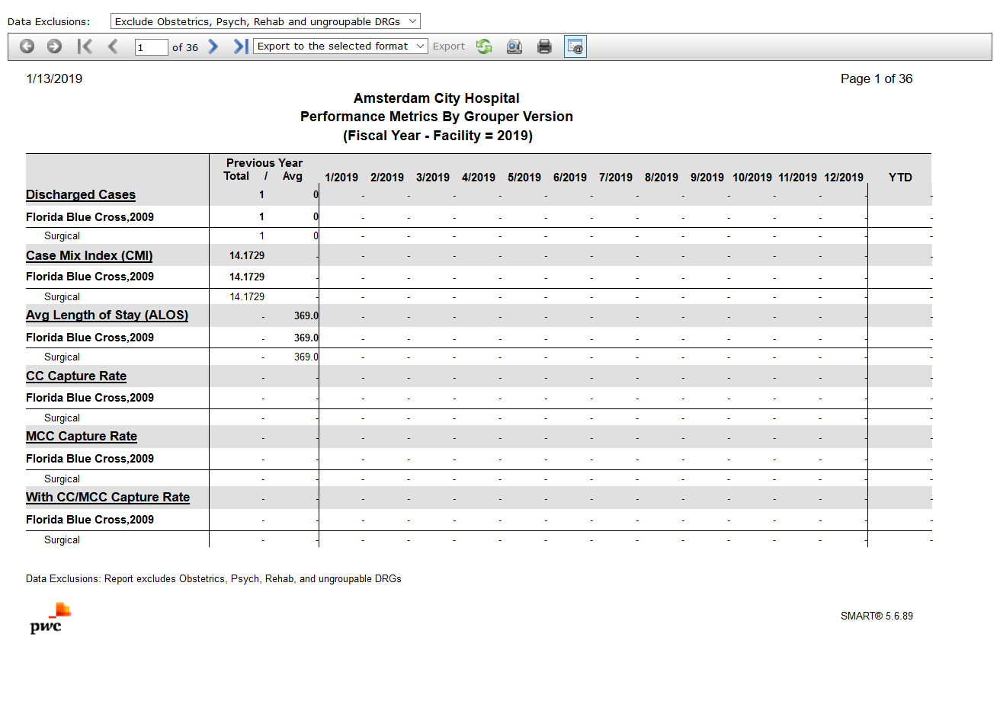 Data Exclusions: Exclude Obstetrics, Psych, Rehab and ungroupable DRGs
1 of 36 Export to the selected format Export
1/13/2019 Page 1 of 36
Amsterdam City Hospital
Performance Metrics By Grouper Version
(Fiscal Year - Facility = 2019)
Previous Year
Total / Avg 1/2019 2/2019 3/2019 4/2019 5/2019 6/2019 7/2019 8/2019 9/2019 10/2019 11/2019 12/2019 YTD
Discharged Cases 1 0 - - - - - - - - - - - - -
Florida Blue Cross,2009 1 0 - - - - - - - - - - - - -
Surgical 1 0 - - - - - - - - - - - - -
Case Mix Index (CMI) 14.1729 - - - - - - - - - - - - - -
Florida Blue Cross,2009 14.1729 - - - - - - - - - - - - - -
Surgical 14.1729 - - - - - - - - - - - - - -
Avg Length of Stay (ALOS) - 369.0 - - - - - - - - - - - - -
Florida Blue Cross,2009 - 369.0 - - - - - - - - - - - - -
Surgical - 369.0 - - - - - - - - - - - - -
CC Capture Rate - - - - - - - - - - - - - - -
Florida Blue Cross,2009 - - - - - - - - - - - - - - -
Surgical - - - - - - - - - - - - - - -
MCC Capture Rate - - - - - - - - - - - - - - -
Florida Blue Cross,2009 - - - - - - - - - - - - - - -
Surgical - - - - - - - - - - - - - - -
With CC/MCC Capture Rate - - - - - - - - - - - - - - -
Florida Blue Cross,2009 - - - - - - - - - - - - - - -
Surgical - - - - - - - - - - - - - - -
Data Exclusions: Report excludes Obstetrics, Psych, Rehab, and ungroupable DRGs
pwc SMART® 5.6.89